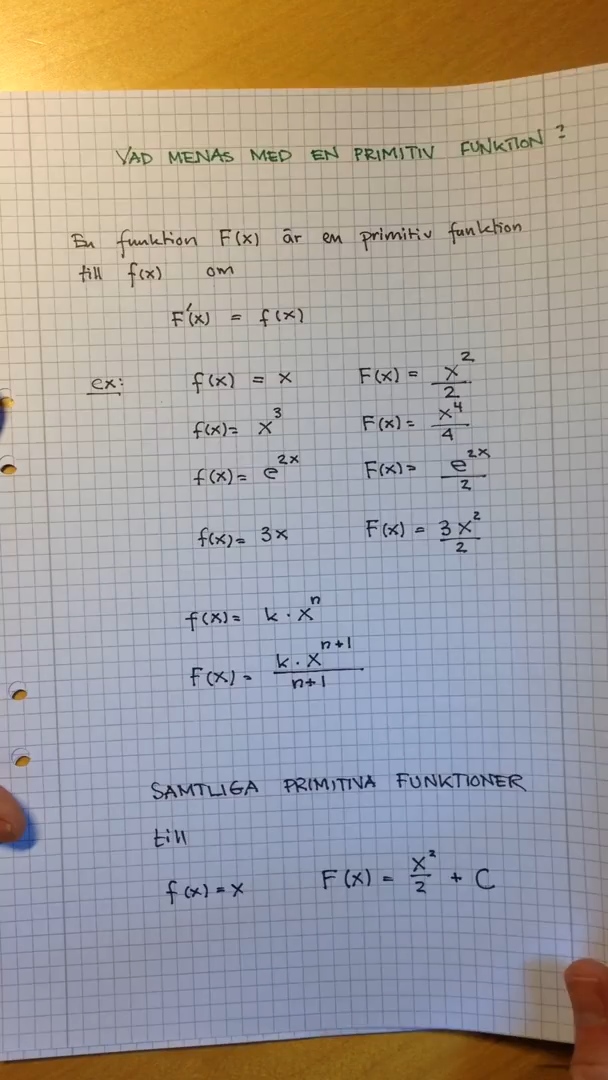 VAD MENAS MED EN PRIMITIV FUNKTION?
En funktion F(x) är en primitiv funktion
till f(x) om
F'(x) = f(x)
ex: f(x) = x F(x) = x²/2
f(x) = x³ F(x) = x⁴/4
f(x) = e^(2x) F(x) = e^(2x)/2
f(x) = 3x F(x) = 3x²/2
f(x) = k · xⁿ
F(x) = k · x^(n+1)/(n+1)
SAMTLIGA PRIMITIVA FUNKTIONER
till
f(x) = x F(x) = x²/2 + C